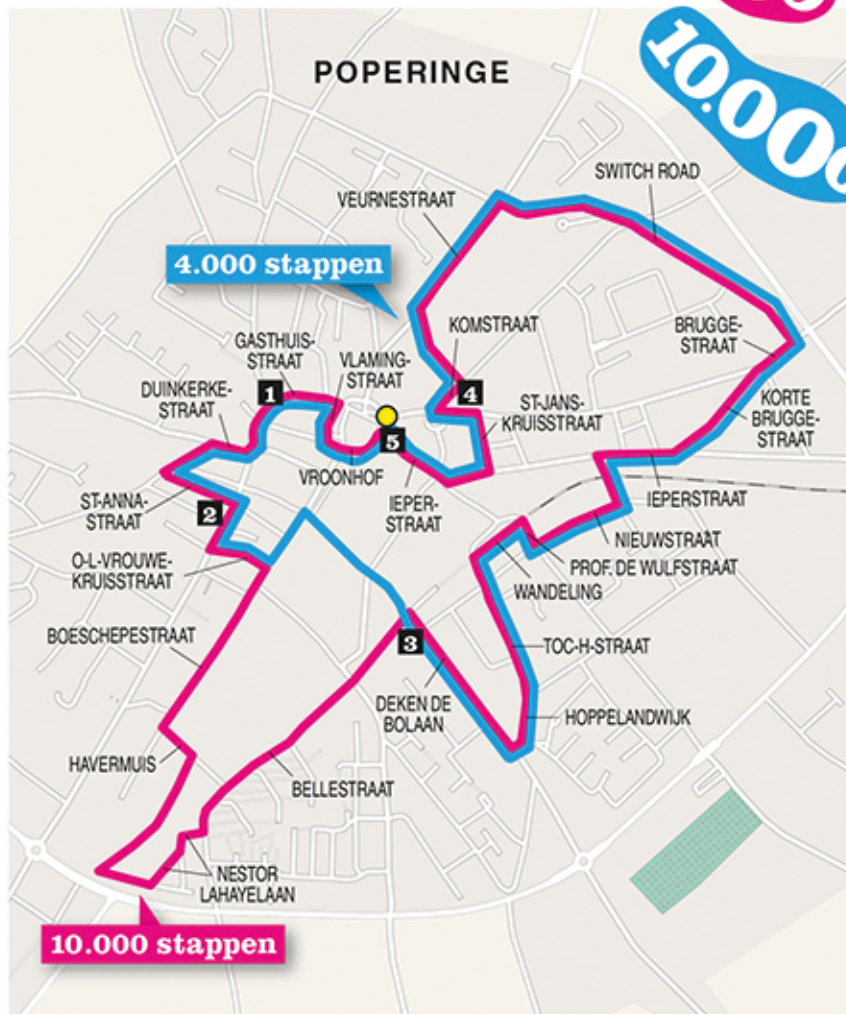 10.000
POPERINGE
SWITCH ROAD
VEURNESTRAAT
4.000 stappen
KOMSTRAAT
BRUGGE-
STRAAT
GASTHUIS-
STRAAT
VLAMING-
STRAAT
DUINKERKE-
STRAAT
1
4
ST-JANS-
KRUISSTRAAT
KORTE
BRUGGE-
STRAAT
5
VROONHOF
IEPER-
STRAAT
IEPERSTRAAT
ST-ANNA-
STRAAT
2
NIEUWSTRAAT
O-L-VROUWE-
KRUISSTRAAT
PROF. DE WULFSTRAAT
WANDELING
BOESCHEPESTRAAT
3
TOC-H-STRAAT
DEKEN DE
BOLAAN
HOPPELANDWIJK
HAVERMUIS
BELLESTRAAT
NESTOR
LAHAYELAAN
10.000 stappen